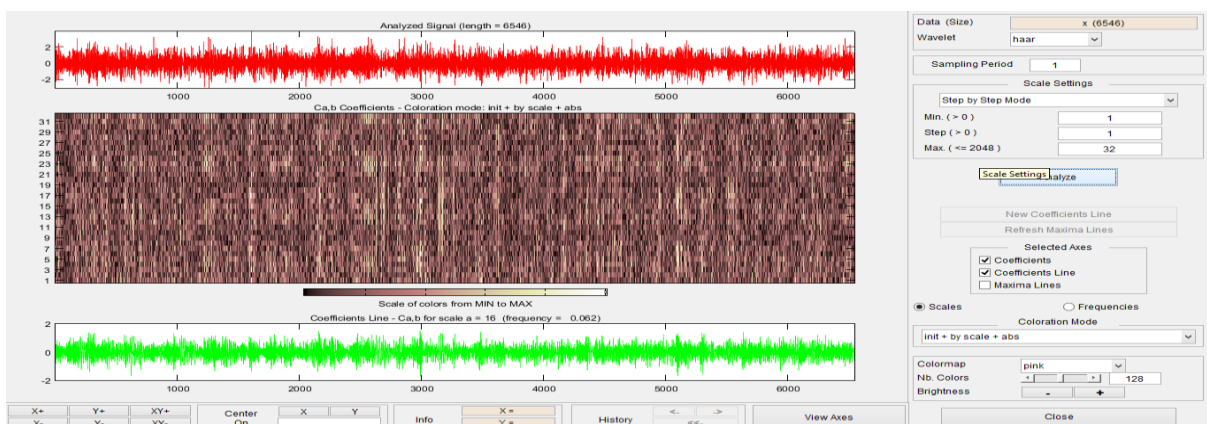 Analyzed Signal (length = 6546)
2
0
-2
1000 2000 3000 4000 5000 6000
Ca,b Coefficients - Coloration mode: init + by scale + abs
31
29
27
25
23
21
19
17
15
13
11
9
7
5
3
1
Scale of colors from MIN to MAX
Coefficients Line - Ca,b for scale a = 16 (frequency = 0.062)
2
0
-2
1000 2000 3000 4000 5000 6000
X+ Y+ XY+
X- Y- XY-
Center
On
X Y
Info
X =
Y =
History
<- ->
<<-
View Axes
Data (Size) x (6546)
Wavelet haar
Sampling Period 1
Scale Settings
Step by Step Mode
Min. ( > 0 ) 1
Step ( > 0 ) 1
Max. ( <= 2048 ) 32
Scale Settings nalyze
New Coefficients Line
Refresh Maxima Lines
Selected Axes
Coefficients
Coefficients Line
Maxima Lines
Scales Frequencies
Coloration Mode
init + by scale + abs
Colormap pink
Nb. Colors 128
Brightness - +
Close